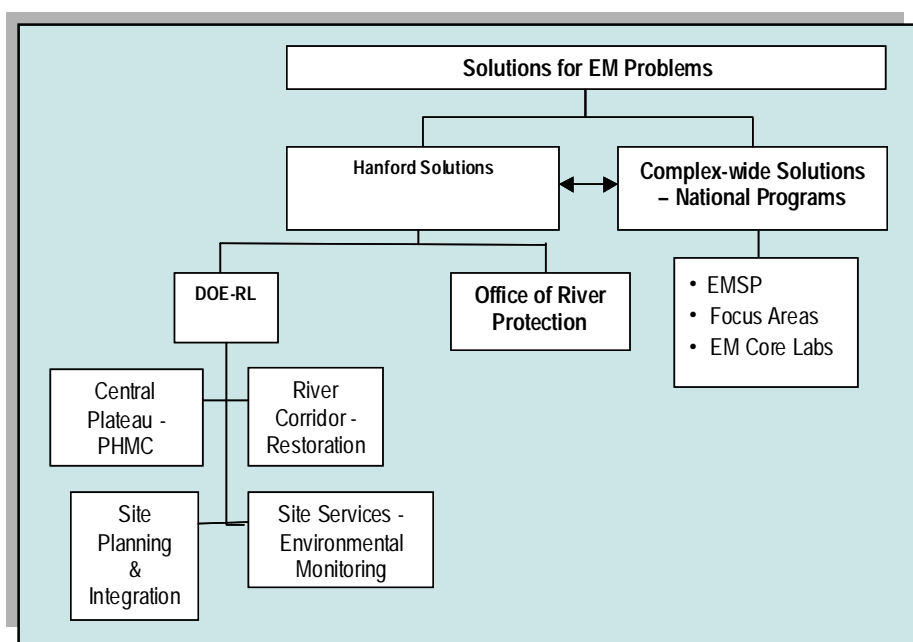 Solutions for EM Problems
Hanford Solutions
Complex-wide Solutions
– National Programs
DOE-RL
Office of River
Protection
• EMSP
• Focus Areas
• EM Core Labs
Central
Plateau -
PHMC
River
Corridor -
Restoration
Site
Planning
&
Integration
Site Services -
Environmental
Monitoring